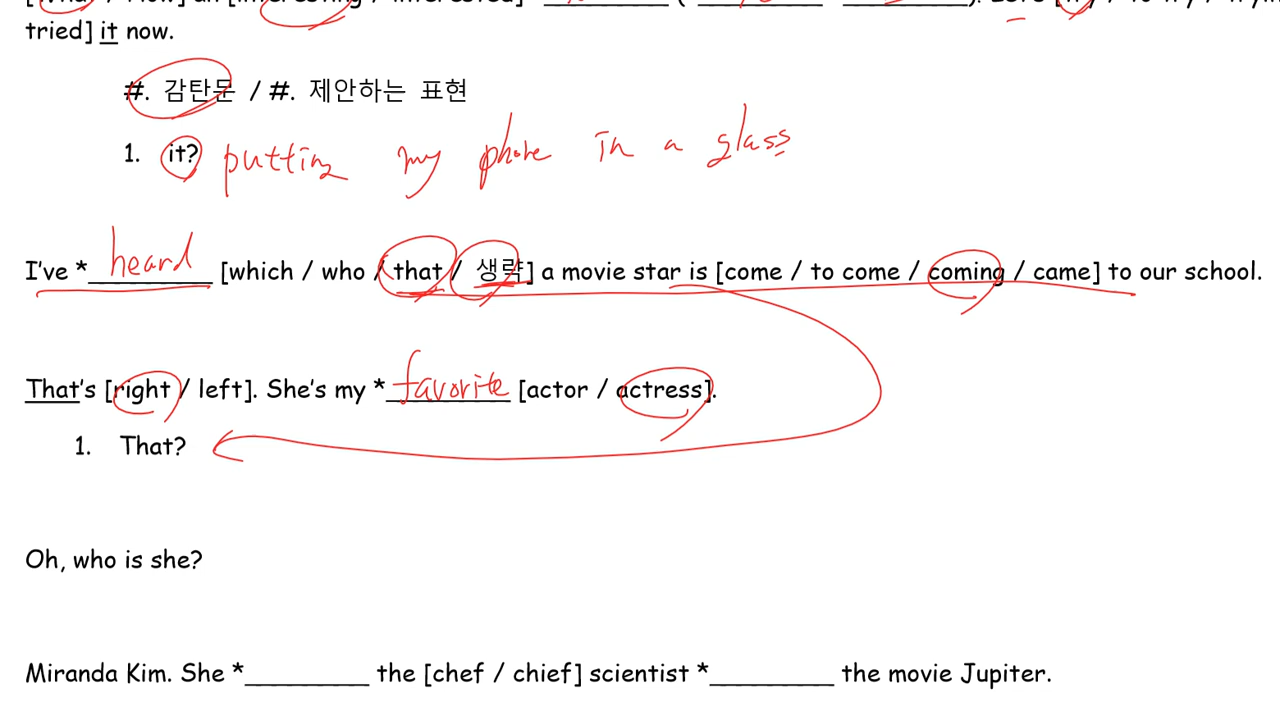 tried] it now.
#. 감탄문 / #. 제안하는 표현
1. it? putting my phone in a glass
I've * heard [which / who / that / 생략] a movie star is [come / to come / coming / came] to our school.
That's [right / left]. She's my * favorite [actor / actress].
1. That?
Oh, who is she?
Miranda Kim. She *_________ the [chef / chief] scientist *_________ the movie Jupiter.